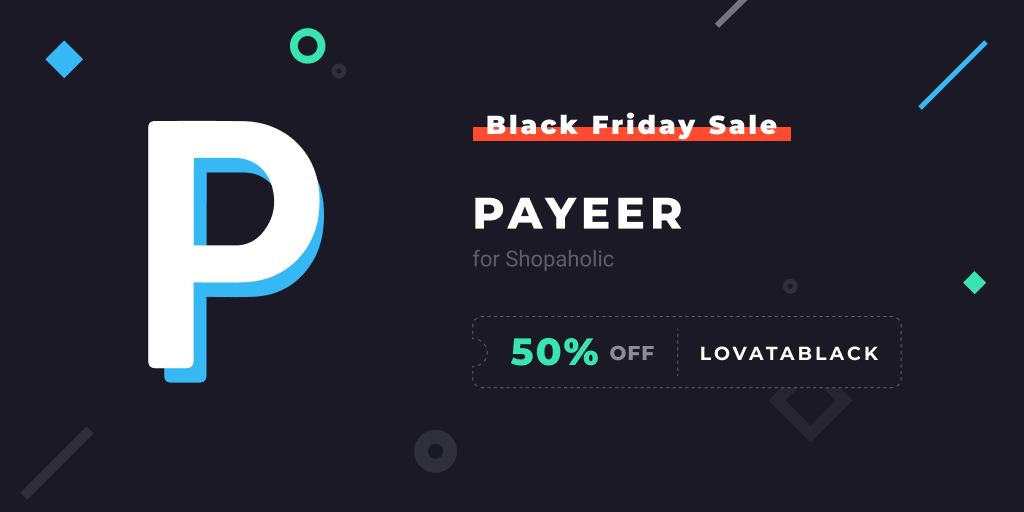 P
Black Friday Sale
PAYEER
for Shopaholic
50% OFF LOVATABLACK